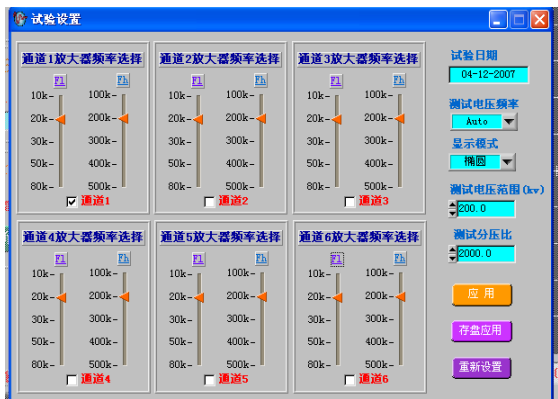 试验设置
通道1放大器频率选择
Fl Fh
10k 100k
20k 200k
30k 300k
50k 400k
80k 500k
通道1
通道2放大器频率选择
Fl Fh
10k 100k
20k 200k
30k 300k
50k 400k
80k 500k
通道2
通道3放大器频率选择
Fl Fh
10k 100k
20k 200k
30k 300k
50k 400k
80k 500k
通道3
试验日期
04-12-2007
测试电压频率
Auto
显示模式
椭圆
测试电压范围(kv)
200.0
测试分压比
2000.0
通道4放大器频率选择
Fl Fh
10k 100k
20k 200k
30k 300k
50k 400k
80k 500k
通道4
通道5放大器频率选择
Fl Fh
10k 100k
20k 200k
30k 300k
50k 400k
80k 500k
通道5
通道6放大器频率选择
Fl Fh
10k 100k
20k 200k
30k 300k
50k 400k
80k 500k
通道6
应 用
存盘应用
重新设置